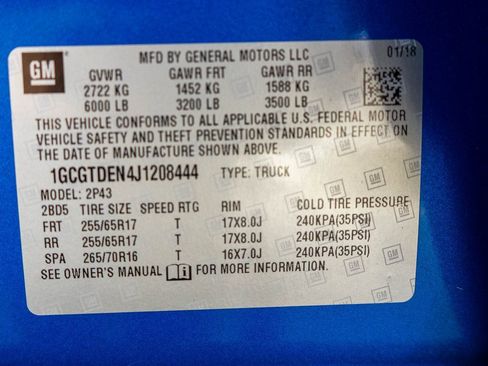 GM
MFD BY GENERAL MOTORS LLC 01/18
GVWR GAWR FRT GAWR RR
2722 KG 1452 KG 1588 KG
6000 LB 3200 LB 3500 LB
THIS VEHICLE CONFORMS TO ALL APPLICABLE U.S. FEDERAL MOTOR
VEHICLE SAFETY AND THEFT PREVENTION STANDARDS IN EFFECT ON
THE DATE OF MANUFACTURE SHOWN ABOVE.
1GCGTDEN4J1208444 TYPE: TRUCK
MODEL: 2P43
2BD5 TIRE SIZE SPEED RTG RIM COLD TIRE PRESSURE
FRT 255/65R17 T 17X8.0J 240KPA(35PSI)
RR 255/65R17 T 17X8.0J 240KPA(35PSI)
SPA 265/70R16 T 16X7.0J 240KPA(35PSI)
SEE OWNER'S MANUAL FOR MORE INFORMATION.